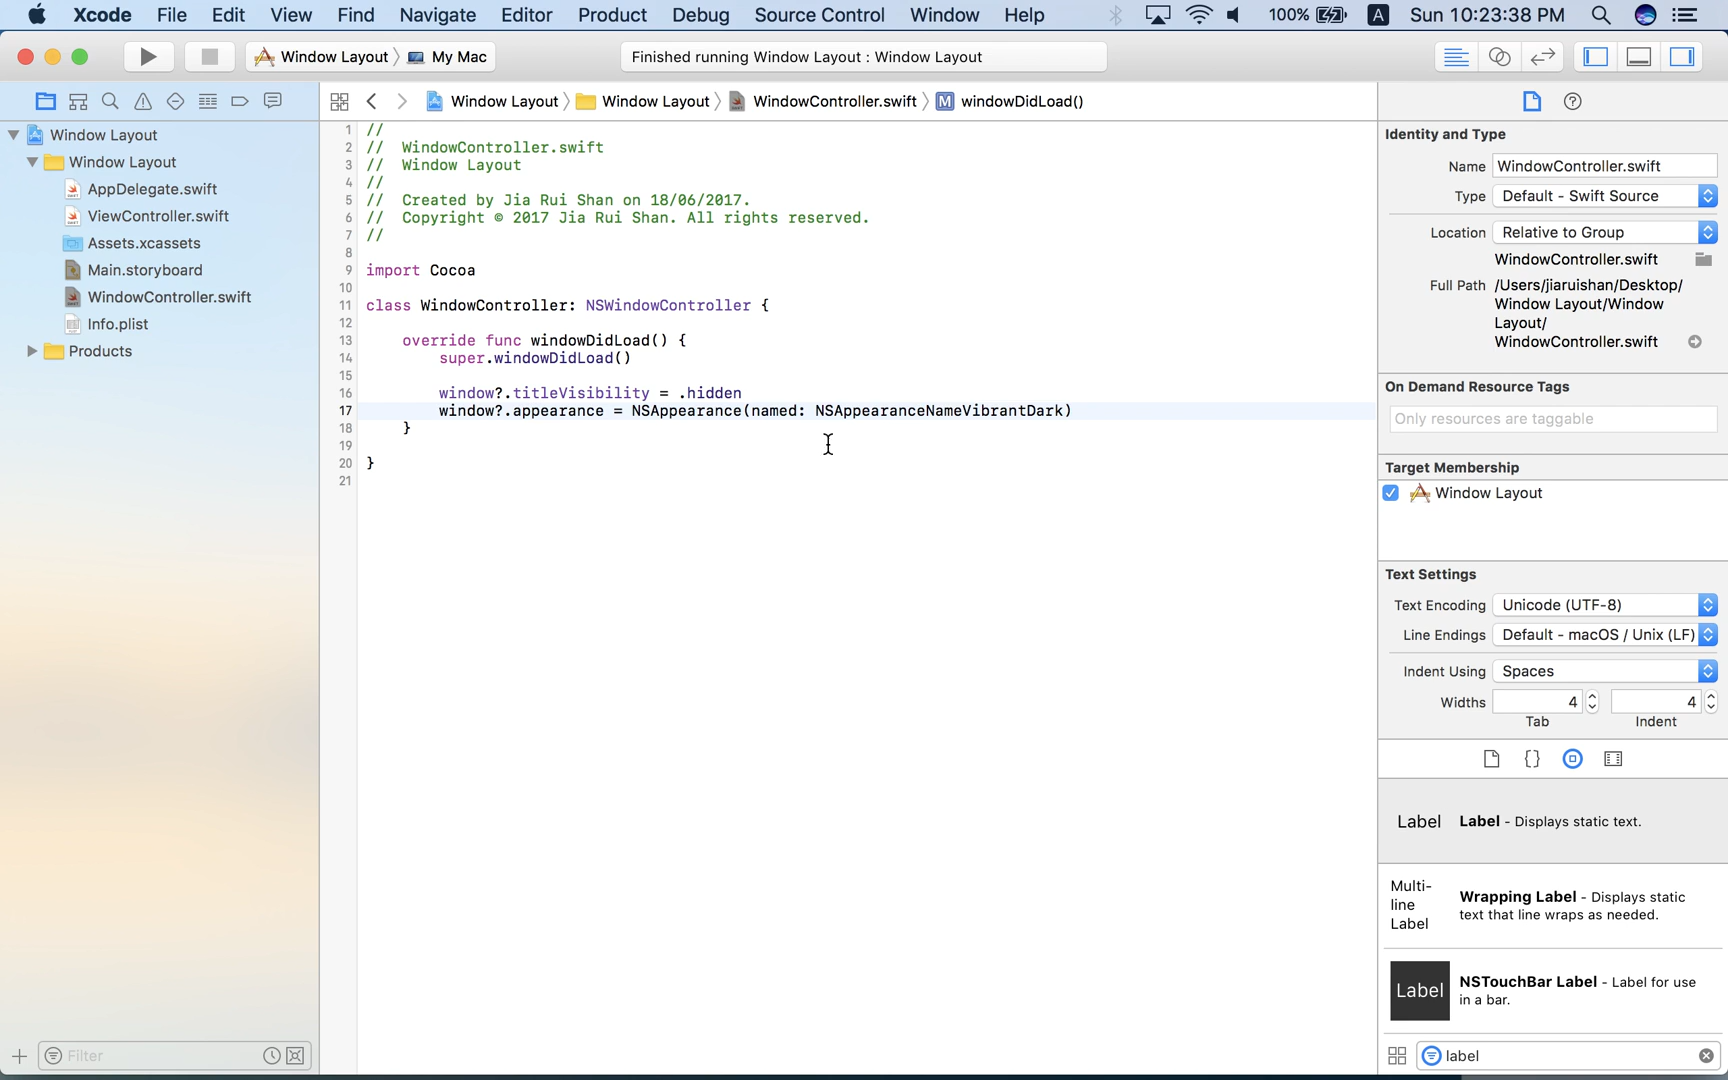 Xcode File Edit View Find Navigate Editor Product Debug Source Control Window Help 100% A Sun 10:23:38 PM
Window Layout My Mac
Finished running Window Layout : Window Layout
Window Layout Window Layout WindowController.swift M windowDidLoad()
Window Layout
Window Layout
AppDelegate.swift
ViewController.swift
Assets.xcassets
Main.storyboard
WindowController.swift
Info.plist
Products
Filter
1 //
2 // WindowController.swift
3 // Window Layout
4 //
5 // Created by Jia Rui Shan on 18/06/2017.
6 // Copyright © 2017 Jia Rui Shan. All rights reserved.
7 //
8
9 import Cocoa
10
11 class WindowController: NSWindowController {
12
13 override func windowDidLoad() {
14 super.windowDidLoad()
15
16 window?.titleVisibility = .hidden
17 window?.appearance = NSAppearance(named: NSAppearanceNameVibrantDark)
18 }
19
20 }
21
Identity and Type
Name WindowController.swift
Type Default - Swift Source
Location Relative to Group
WindowController.swift
Full Path /Users/jiaruishan/Desktop/
Window Layout/Window
Layout/
WindowController.swift
On Demand Resource Tags
Only resources are taggable
Target Membership
Window Layout
Text Settings
Text Encoding Unicode (UTF-8)
Line Endings Default - macOS / Unix (LF)
Indent Using Spaces
Widths 4 4
Tab Indent
{}
Label Label - Displays static text.
Multi-
line
Label
Wrapping Label - Displays static
text that line wraps as needed.
Label
NSTouchBar Label - Label for use
in a bar.
label